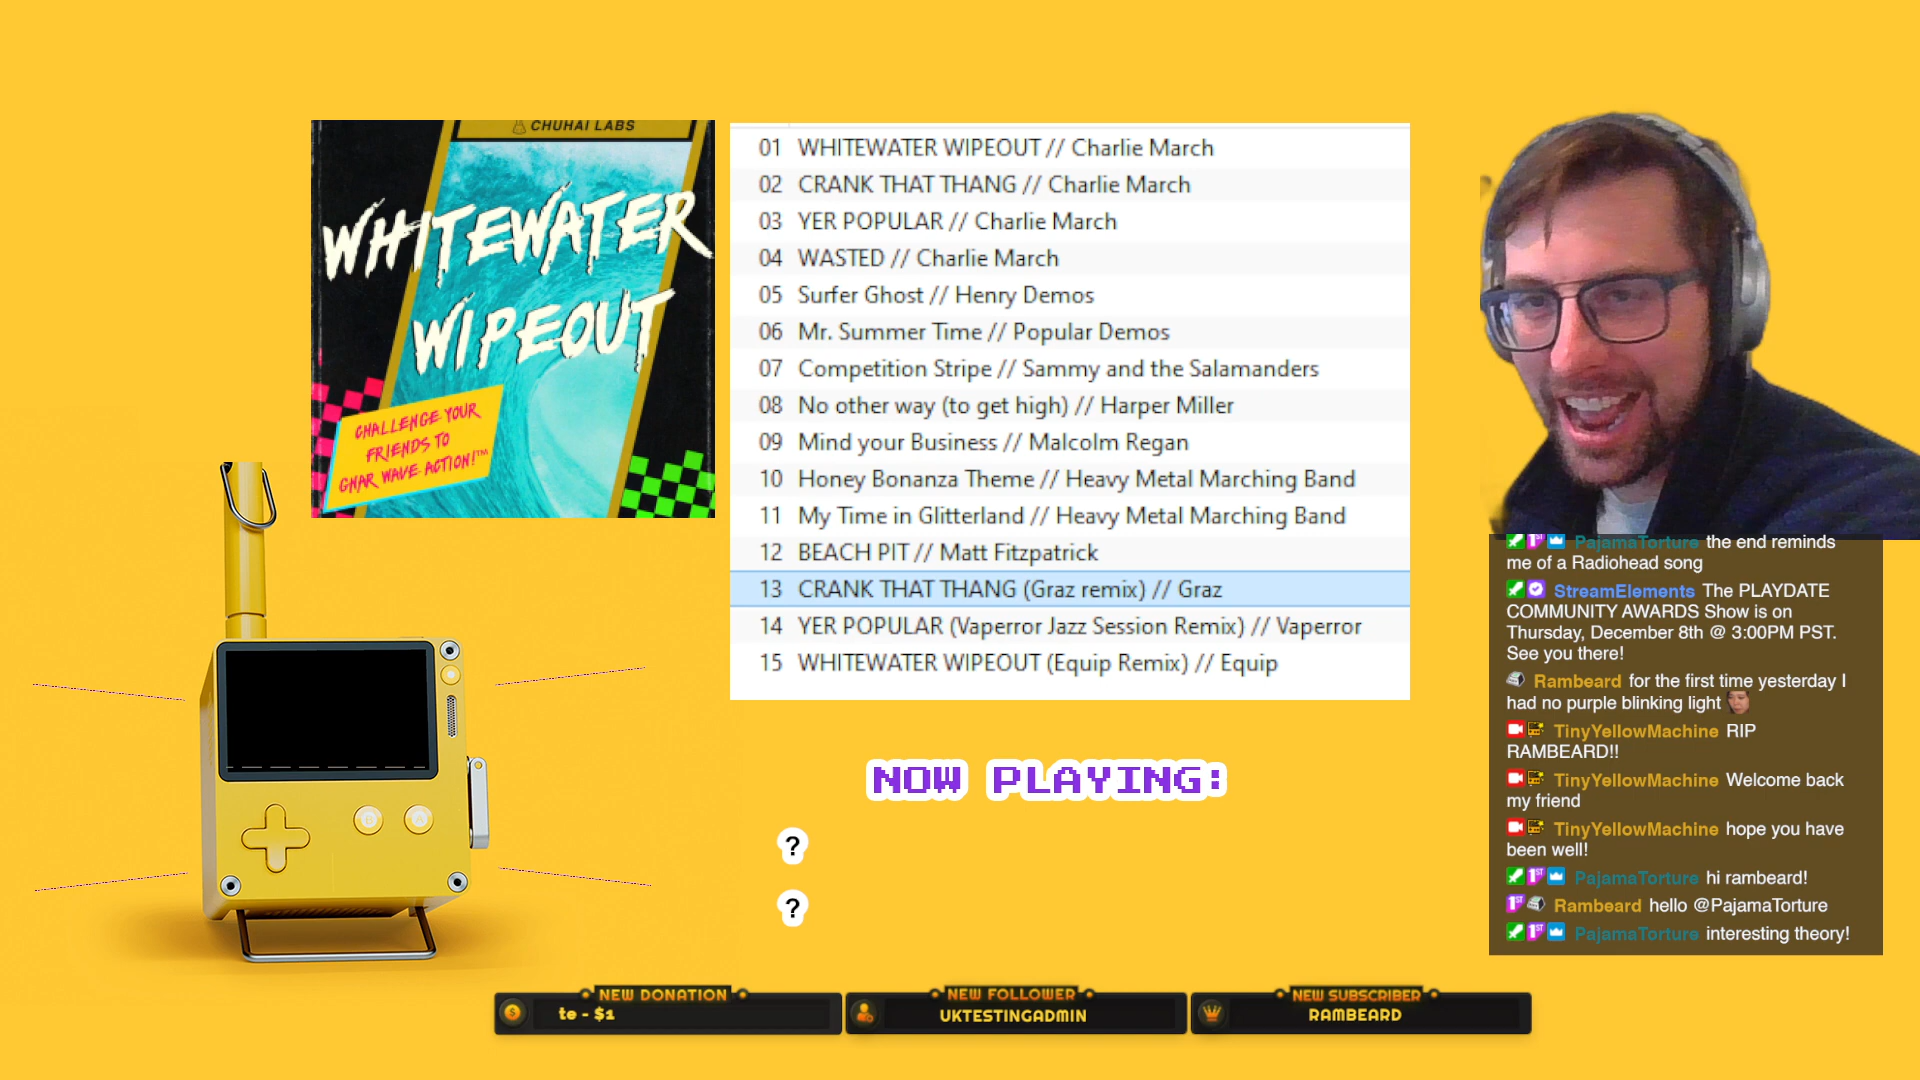 CHUHAI LABS
WHITEWATER
WIPEOUT
CHALLENGE YOUR
FRIENDS TO
GNAR WAVE ACTION!™
01 WHITEWATER WIPEOUT // Charlie March
02 CRANK THAT THANG // Charlie March
03 YER POPULAR // Charlie March
04 WASTED // Charlie March
05 Surfer Ghost // Henry Demos
06 Mr. Summer Time // Popular Demos
07 Competition Stripe // Sammy and the Salamanders
08 No other way (to get high) // Harper Miller
09 Mind your Business // Malcolm Regan
10 Honey Bonanza Theme // Heavy Metal Marching Band
11 My Time in Glitterland // Heavy Metal Marching Band
12 BEACH PIT // Matt Fitzpatrick
13 CRANK THAT THANG (Graz remix) // Graz
14 YER POPULAR (Vaperror Jazz Session Remix) // Vaperror
15 WHITEWATER WIPEOUT (Equip Remix) // Equip
B A
NOW PLAYING:
?
?
1ST PajamaTorture the end reminds
me of a Radiohead song
StreamElements The PLAYDATE
COMMUNITY AWARDS Show is on
Thursday, December 8th @ 3:00PM PST.
See you there!
Rambeard for the first time yesterday I
had no purple blinking light
TinyYellowMachine RIP
RAMBEARD!!
TinyYellowMachine Welcome back
my friend
TinyYellowMachine hope you have
been well!
1ST PajamaTorture hi rambeard!
1ST Rambeard hello @PajamaTorture
1ST PajamaTorture interesting theory!
NEW DONATION
te - $1
NEW FOLLOWER
UKTESTINGADMIN
NEW SUBSCRIBER
RAMBEARD